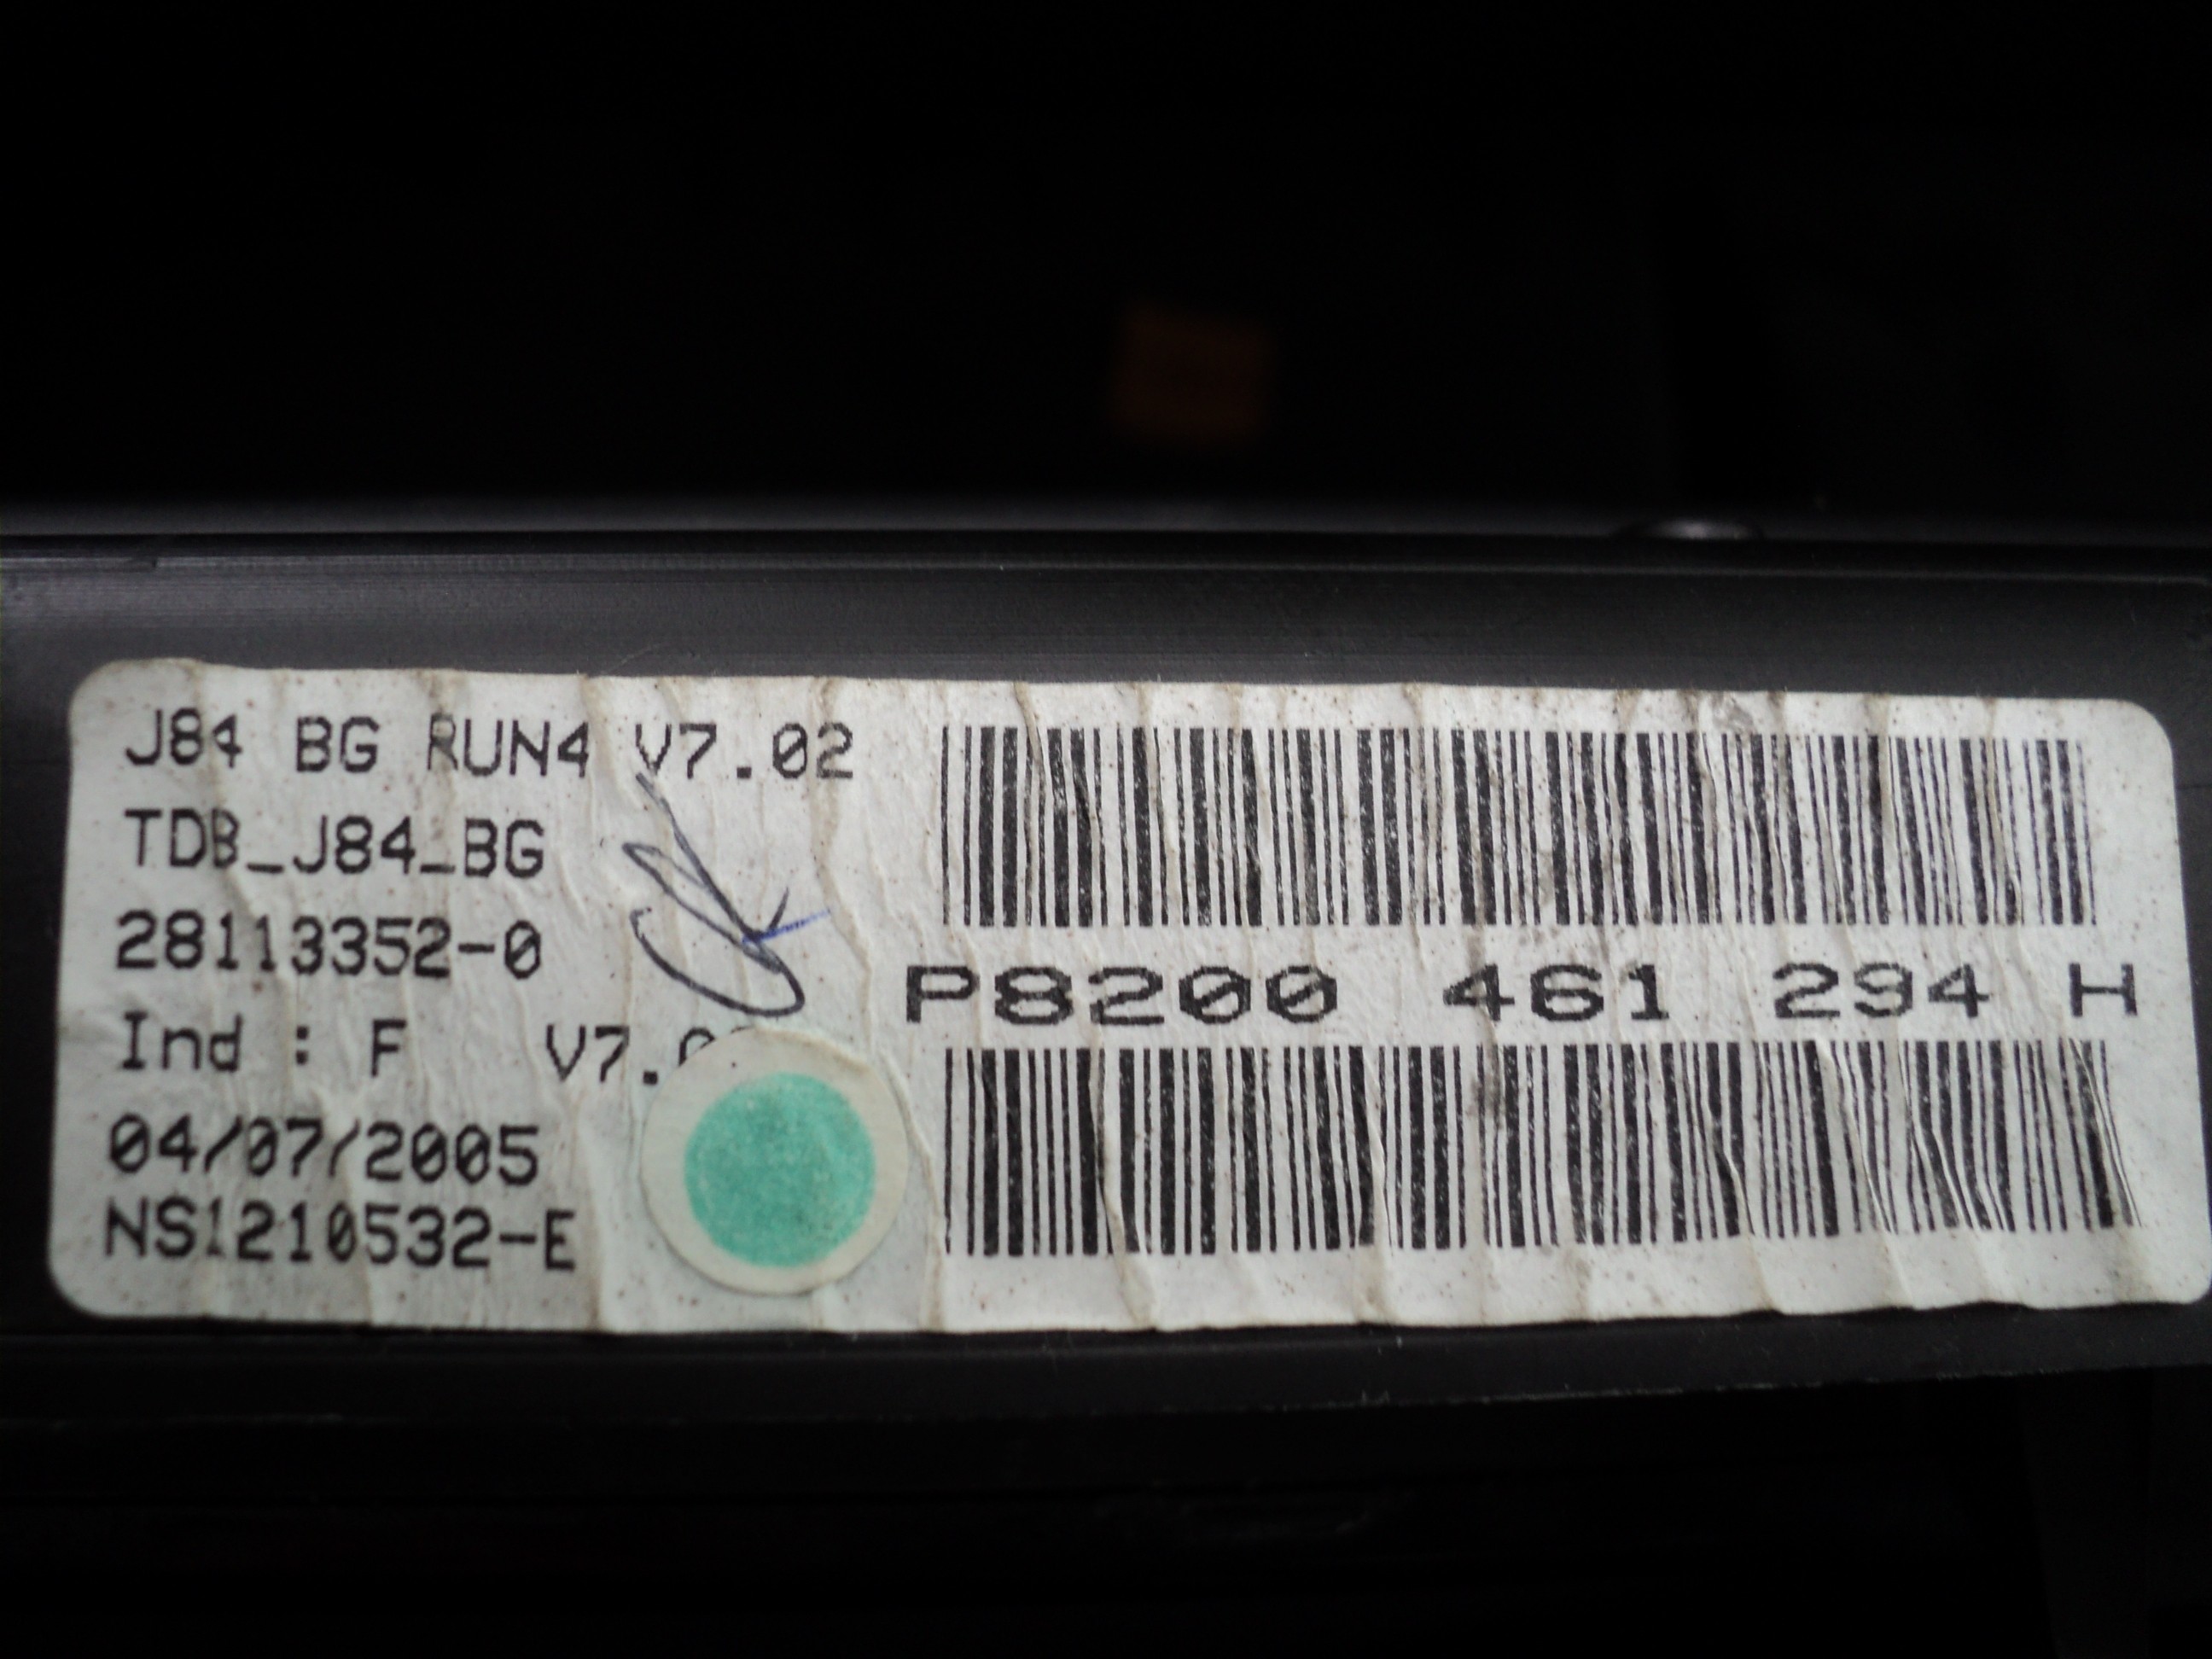 J84 BG RUN4 V7.02
TDB_J84_BG
28113352-0
Ind : F
04/07/2005
NS1210532-E
P8200 461 294 H